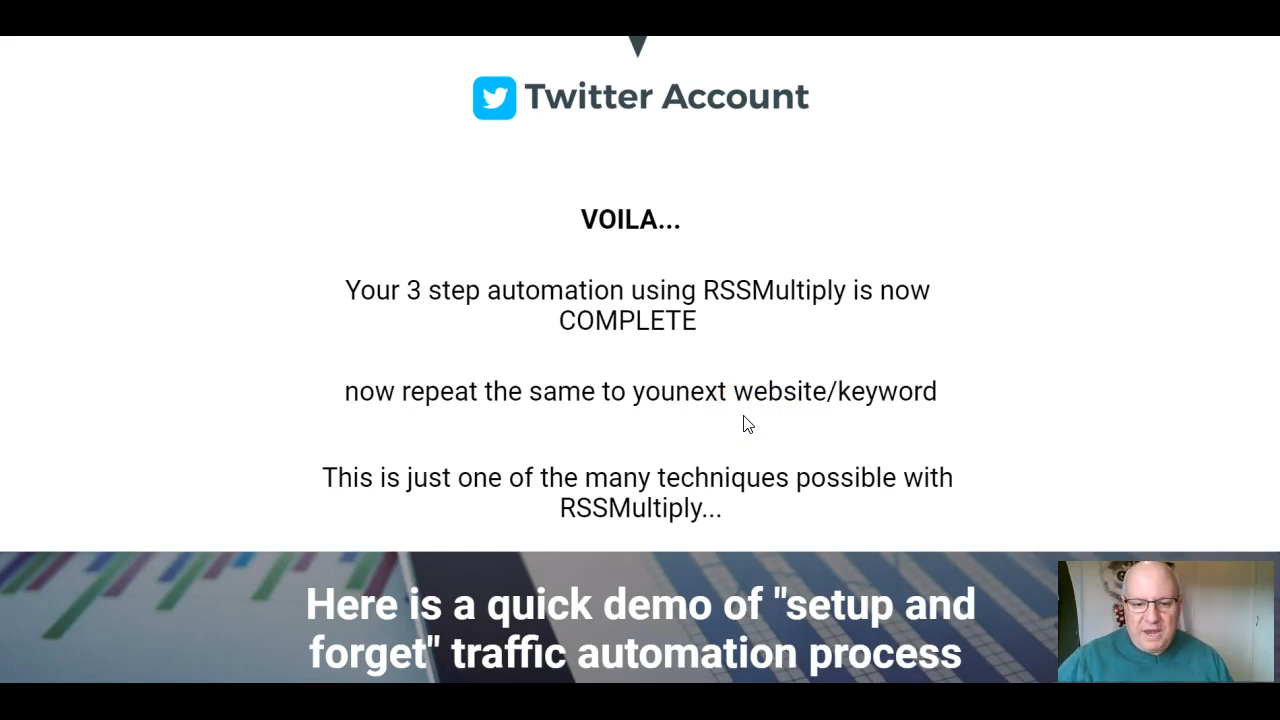 Twitter Account
VOILA...
Your 3 step automation using RSSMultiply is now
COMPLETE
now repeat the same to younext website/keyword
This is just one of the many techniques possible with
RSSMultiply...
Here is a quick demo of "setup and
forget" traffic automation process